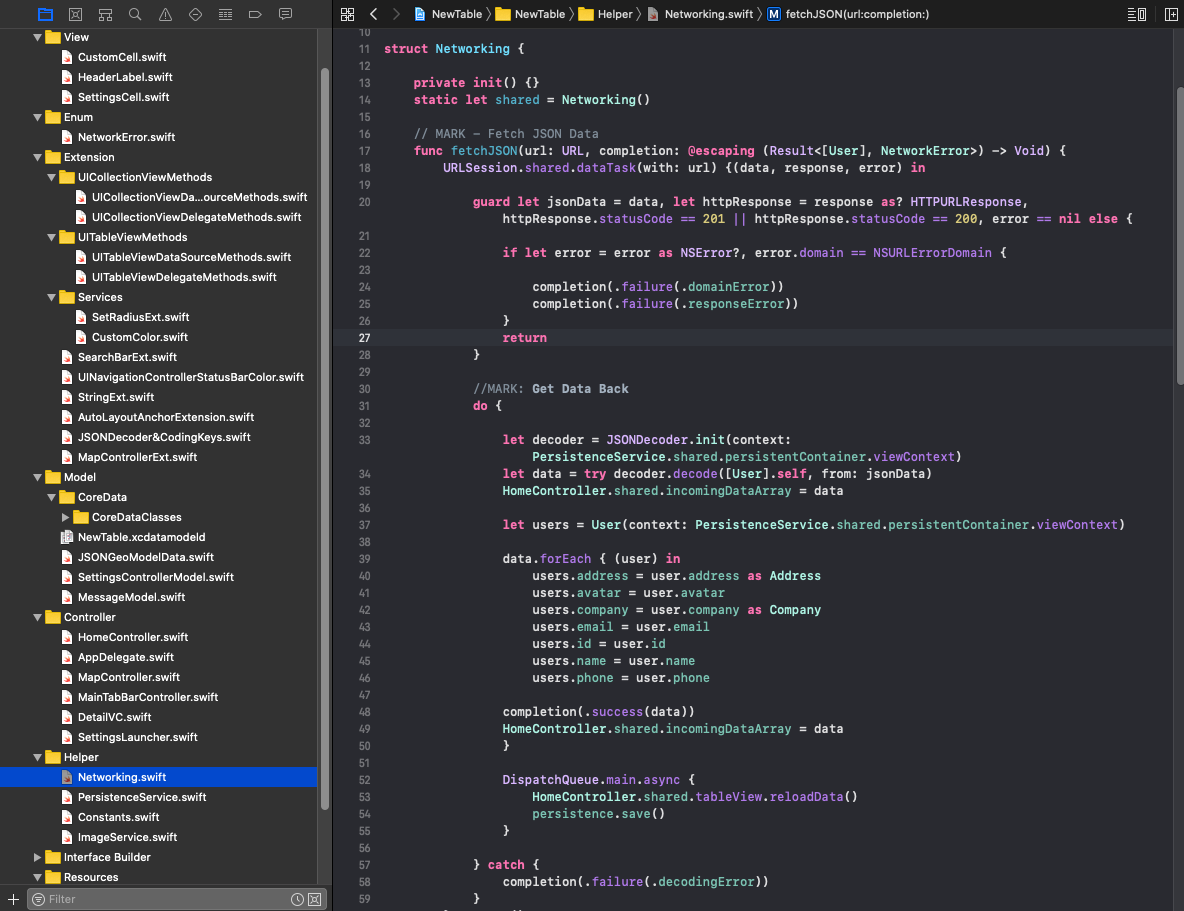 NewTable NewTable Helper Networking.swift M fetchJSON(url:completion:)
View
CustomCell.swift
HeaderLabel.swift
SettingsCell.swift
Enum
NetworkError.swift
Extension
UICollectionViewMethods
UICollectionViewDa...ourceMethods.swift
UICollectionViewDelegateMethods.swift
UITableViewMethods
UITableViewDataSourceMethods.swift
UITableViewDelegateMethods.swift
Services
SetRadiusExt.swift
CustomColor.swift
SearchBarExt.swift
UINavigationControllerStatusBarColor.swift
StringExt.swift
AutoLayoutAnchorExtension.swift
JSONDecoder&CodingKeys.swift
MapControllerExt.swift
Model
CoreData
CoreDataClasses
NewTable.xcdatamodeld
JSONGeoModelData.swift
SettingsControllerModel.swift
MessageModel.swift
Controller
HomeController.swift
AppDelegate.swift
MapController.swift
MainTabBarController.swift
DetailVC.swift
SettingsLauncher.swift
Helper
Networking.swift
PersistenceService.swift
Constants.swift
ImageService.swift
Interface Builder
Resources
Filter
10
11 struct Networking {
12
13 private init() {}
14 static let shared = Networking()
15
16 // MARK - Fetch JSON Data
17 func fetchJSON(url: URL, completion: @escaping (Result<[User], NetworkError>) -> Void) {
18 URLSession.shared.dataTask(with: url) {(data, response, error) in
19
20 guard let jsonData = data, let httpResponse = response as? HTTPURLResponse,
httpResponse.statusCode == 201 || httpResponse.statusCode == 200, error == nil else {
21
22 if let error = error as NSError?, error.domain == NSURLErrorDomain {
23
24 completion(.failure(.domainError))
25 completion(.failure(.responseError))
26 }
27 return
28 }
29
30 //MARK: Get Data Back
31 do {
32
33 let decoder = JSONDecoder.init(context:
PersistenceService.shared.persistentContainer.viewContext)
34 let data = try decoder.decode([User].self, from: jsonData)
35 HomeController.shared.incomingDataArray = data
36
37 let users = User(context: PersistenceService.shared.persistentContainer.viewContext)
38
39 data.forEach { (user) in
40 users.address = user.address as Address
41 users.avatar = user.avatar
42 users.company = user.company as Company
43 users.email = user.email
44 users.id = user.id
45 users.name = user.name
46 users.phone = user.phone
47
48 completion(.success(data))
49 HomeController.shared.incomingDataArray = data
50 }
51
52 DispatchQueue.main.async {
53 HomeController.shared.tableView.reloadData()
54 persistence.save()
55 }
56
57 } catch {
58 completion(.failure(.decodingError))
59 }